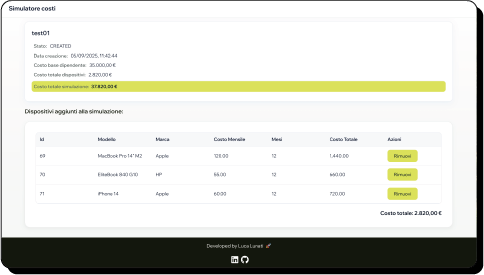 Simulatore costi
test01
Stato: CREATED
Data creazione: 05/09/2025, 11:42:44
Costo base dipendente: 35.000,00 €
Costo totale dispositivi: 2.820,00 €
Costo totale simulazione: 37.820,00 €
Dispositivi aggiunti alla simulazione:
Id Modello Marca Costo Mensile Mesi Costo Totale Azioni
69 MacBook Pro 14" M2 Apple 120.00 12 1,440.00 Rimuovi
70 EliteBook 840 G10 HP 55.00 12 660.00 Rimuovi
71 iPhone 14 Apple 60.00 12 720.00 Rimuovi
Costo totale: 2.820,00 €
Developed by Luca Lunati 🚀